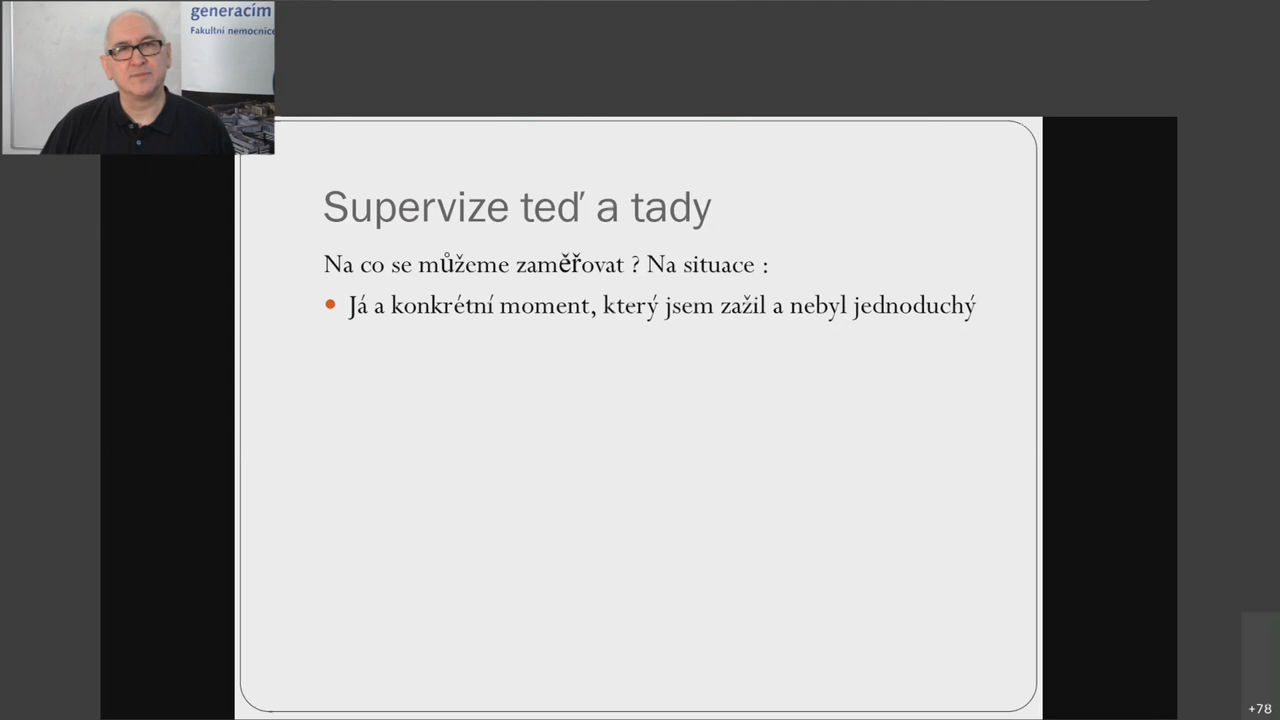 generacím
Fakultní nemocnice
Supervize teď a tady
Na co se můžeme zaměřovat ? Na situace :
Já a konkrétní moment, který jsem zažil a nebyl jednoduchý
+78